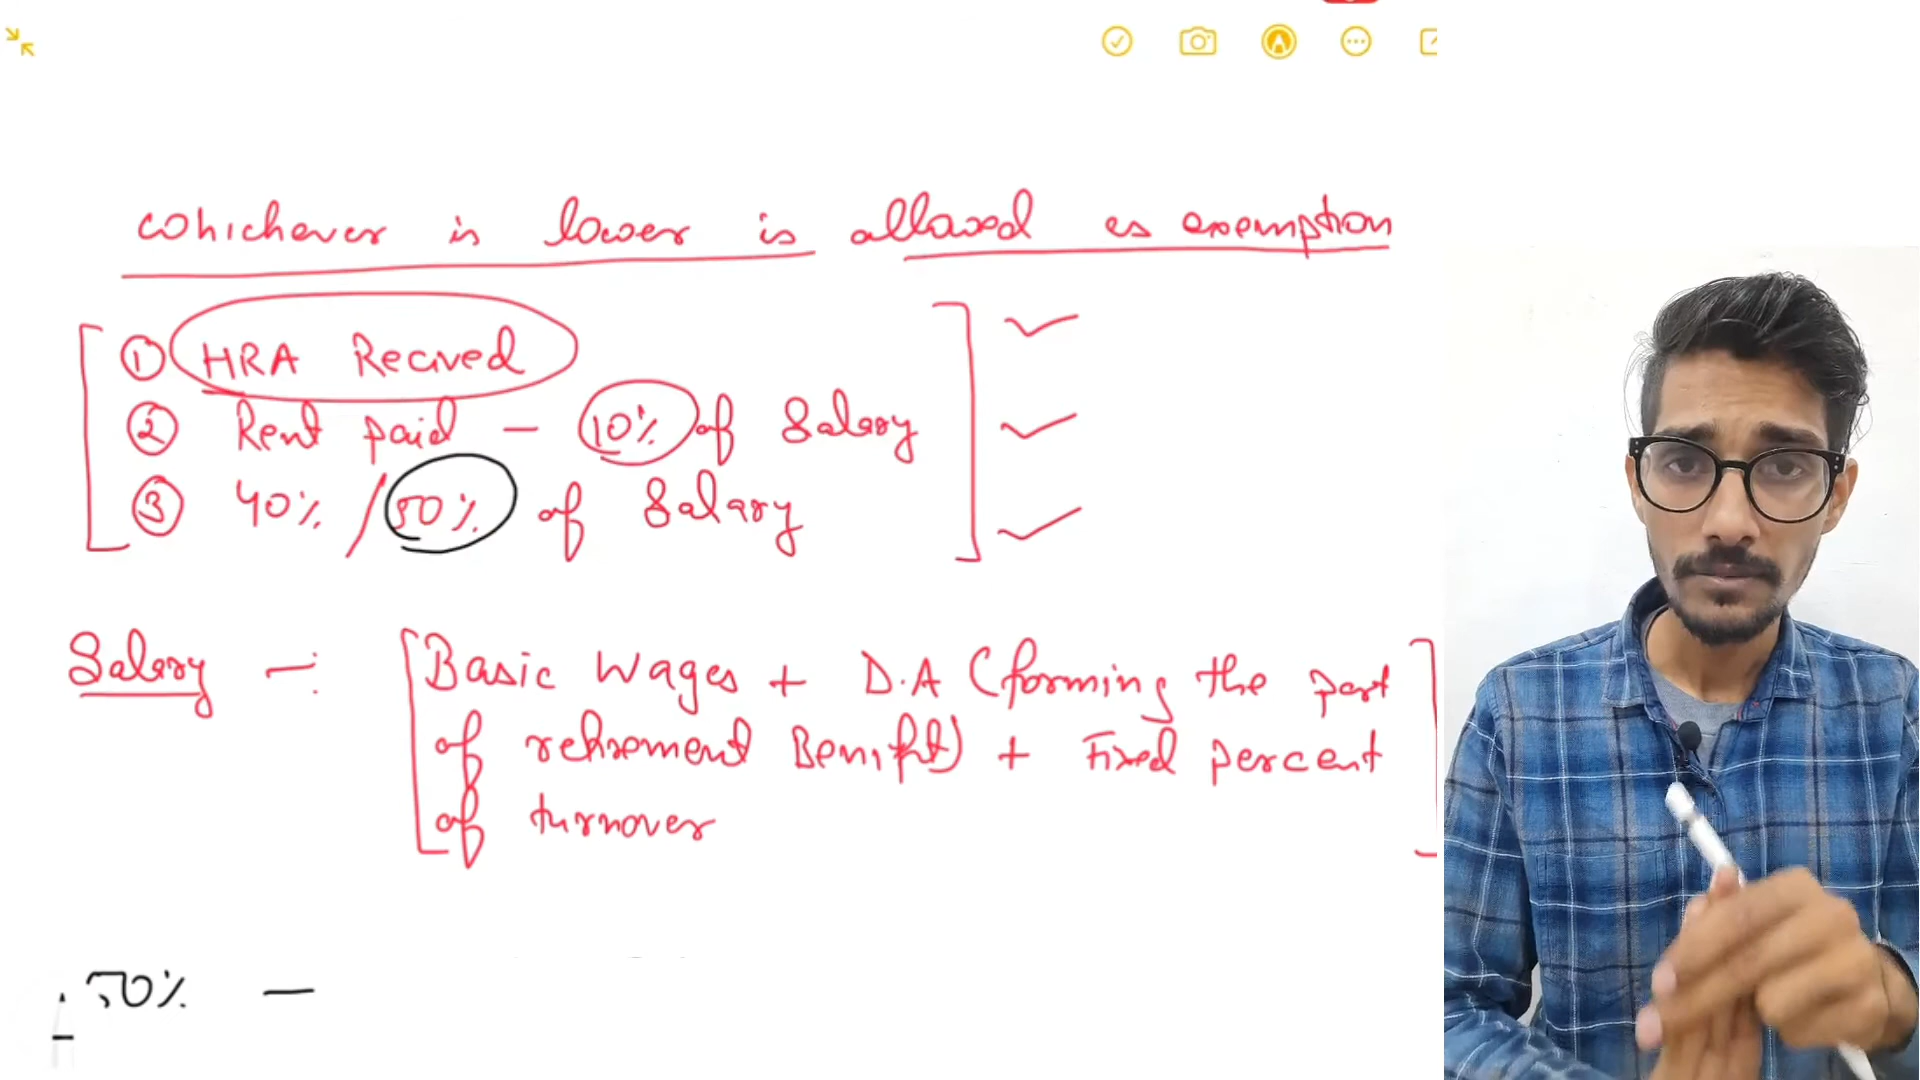 whichever is lower is allowed as exemption
① HRA Recived
② Rent paid - 10% of Salary
③ 40% / 50% of Salary
Salary -: Basic Wages + D.A (forming the part
of retirement Benifit) + Fixed percent
of turnover
50% -